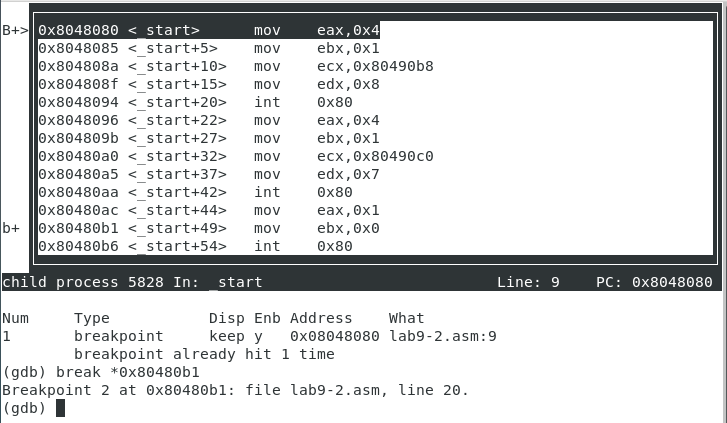 B+> 0x8048080 <_start>      mov    eax,0x4
0x8048085 <_start+5>    mov    ebx,0x1
0x804808a <_start+10>   mov    ecx,0x80490b8
0x804808f <_start+15>   mov    edx,0x8
0x8048094 <_start+20>   int    0x80
0x8048096 <_start+22>   mov    eax,0x4
0x804809b <_start+27>   mov    ebx,0x1
0x80480a0 <_start+32>   mov    ecx,0x80490c0
0x80480a5 <_start+37>   mov    edx,0x7
0x80480aa <_start+42>   int    0x80
0x80480ac <_start+44>   mov    eax,0x1
b+  0x80480b1 <_start+49>   mov    ebx,0x0
0x80480b6 <_start+54>   int    0x80
child process 5828 In: _start                          Line: 9    PC: 0x8048080
Num     Type           Disp Enb Address    What
1       breakpoint     keep y   0x08048080 lab9-2.asm:9
        breakpoint already hit 1 time
(gdb) break *0x80480b1
Breakpoint 2 at 0x80480b1: file lab9-2.asm, line 20.
(gdb)